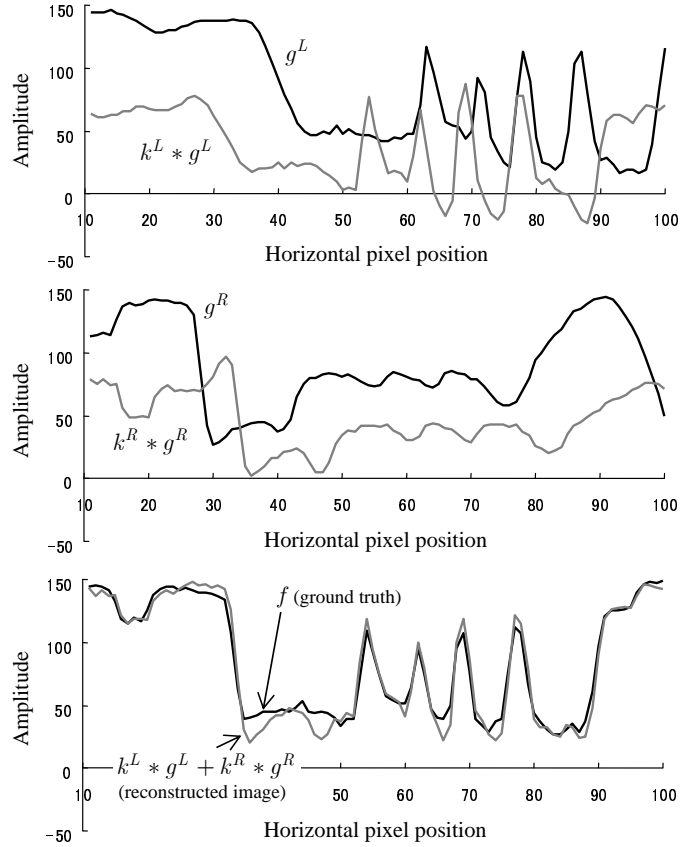 150
g^L
100
Amplitude
50
k^L * g^L
0
10 20 30 40 50 60 70 80 90 100
Horizontal pixel position
-50
150
g^R
100
Amplitude
50
k^R * g^R
0
10 20 30 40 50 60 70 80 90 100
-50
Horizontal pixel position
150
f (ground truth)
100
Amplitude
50
0
k^L * g^L + k^R * g^R
10 (reconstructed image) 50 60 70 80 90 100
-50
Horizontal pixel position